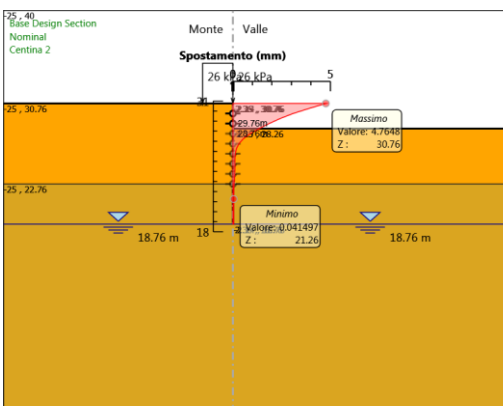 -25 , 40
Base Design Section
Nominal
Centina 2
Monte Valle
Spostamento (mm)
26 kPa 26 kPa
0 5
-25 , 30.76
29.76m
28.26
Massimo
Valore: 4.7648
Z : 30.76
-25 , 22.76
Minimo
Valore: 0.041497
Z : 21.26
18
18.76 m
18.76 m